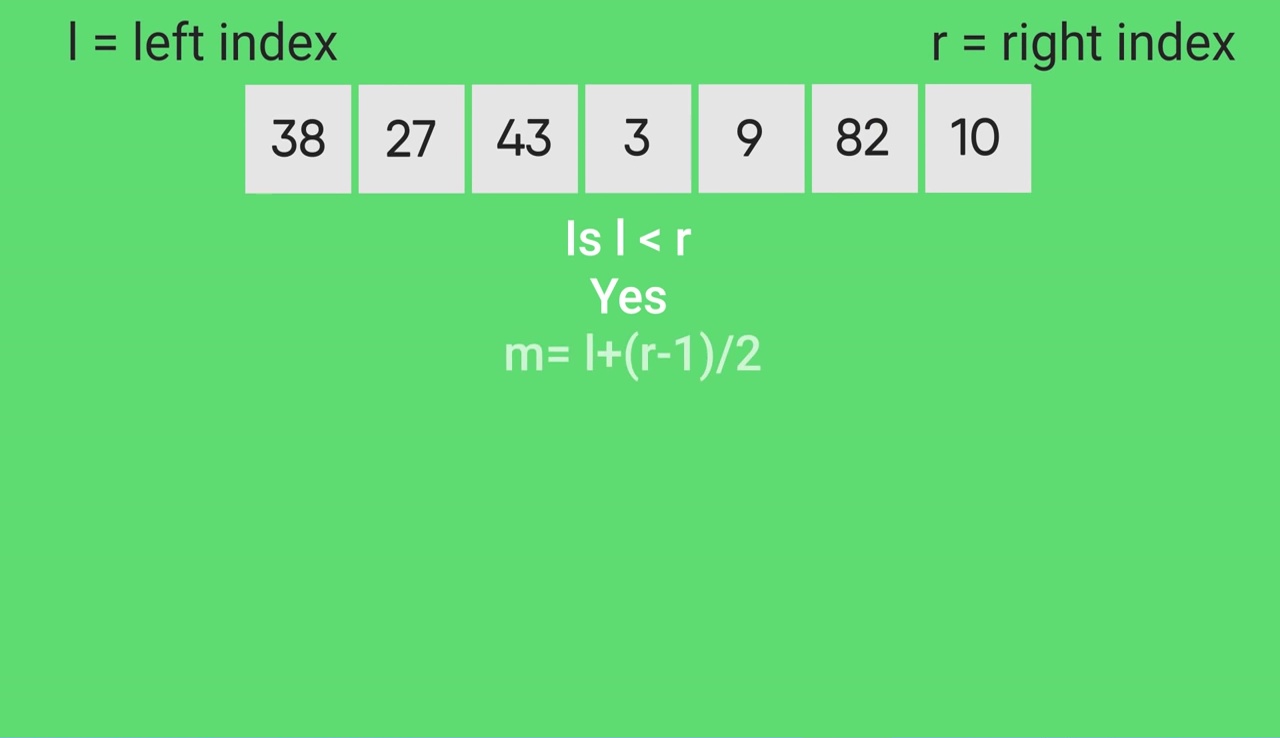 l = left index r = right index
38 27 43 3 9 82 10
Is l < r
Yes
m= l+(r-1)/2